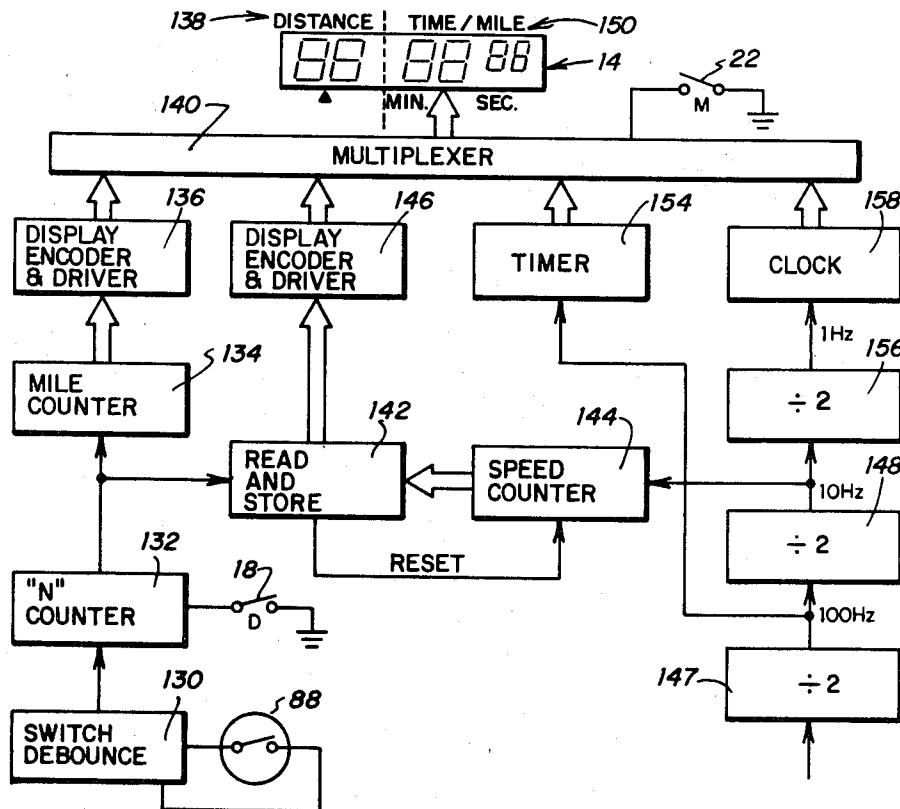 138 DISTANCE TIME/MILE 150
88 88 88 14
MIN. SEC. 22
M
140
MULTIPLEXER
136 146 154 158
DISPLAY ENCODER & DRIVER
DISPLAY ENCODER & DRIVER
TIMER
CLOCK
1Hz
134
MILE COUNTER
156
÷ 2
142
READ AND STORE
144
SPEED COUNTER
10Hz
148
÷ 2
RESET
132
"N" COUNTER
18
D
100Hz
147
÷ 2
130
SWITCH DEBOUNCE
88